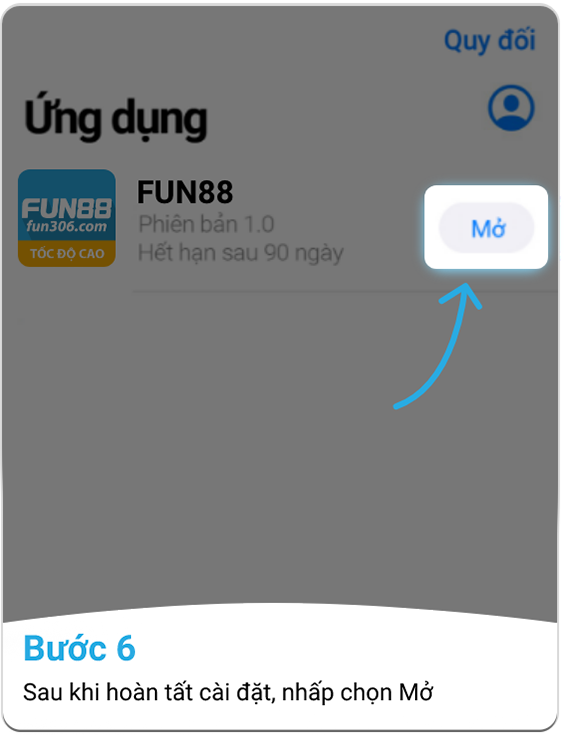 Quy đổi
Ứng dụng
FUN88
fun306.com
TỐC ĐỘ CAO
FUN88
Phiên bản 1.0
Hết hạn sau 90 ngày
Mở
Bước 6
Sau khi hoàn tất cài đặt, nhấp chọn Mở